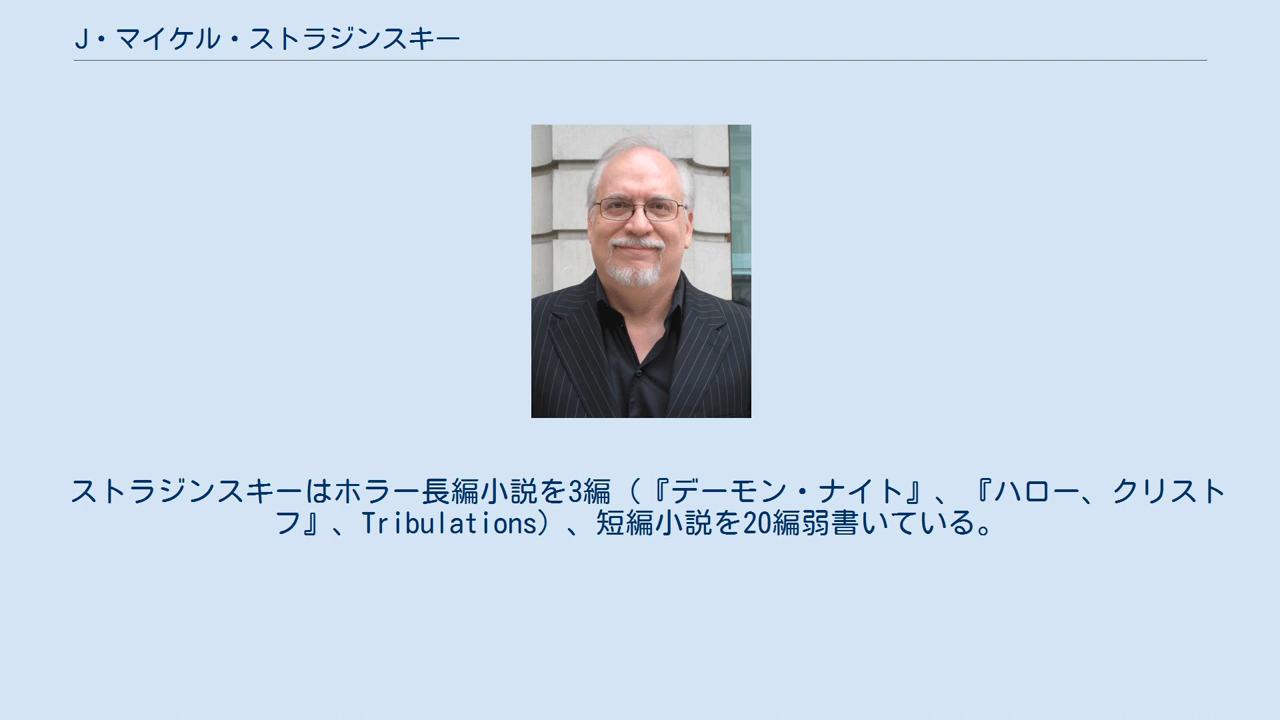 J・マイケル・ストラジンスキー
ストラジンスキーはホラー長編小説を3編（『デーモン・ナイト』、『ハロー、クリスト
フ』、Tribulations）、短編小説を20編弱書いている。